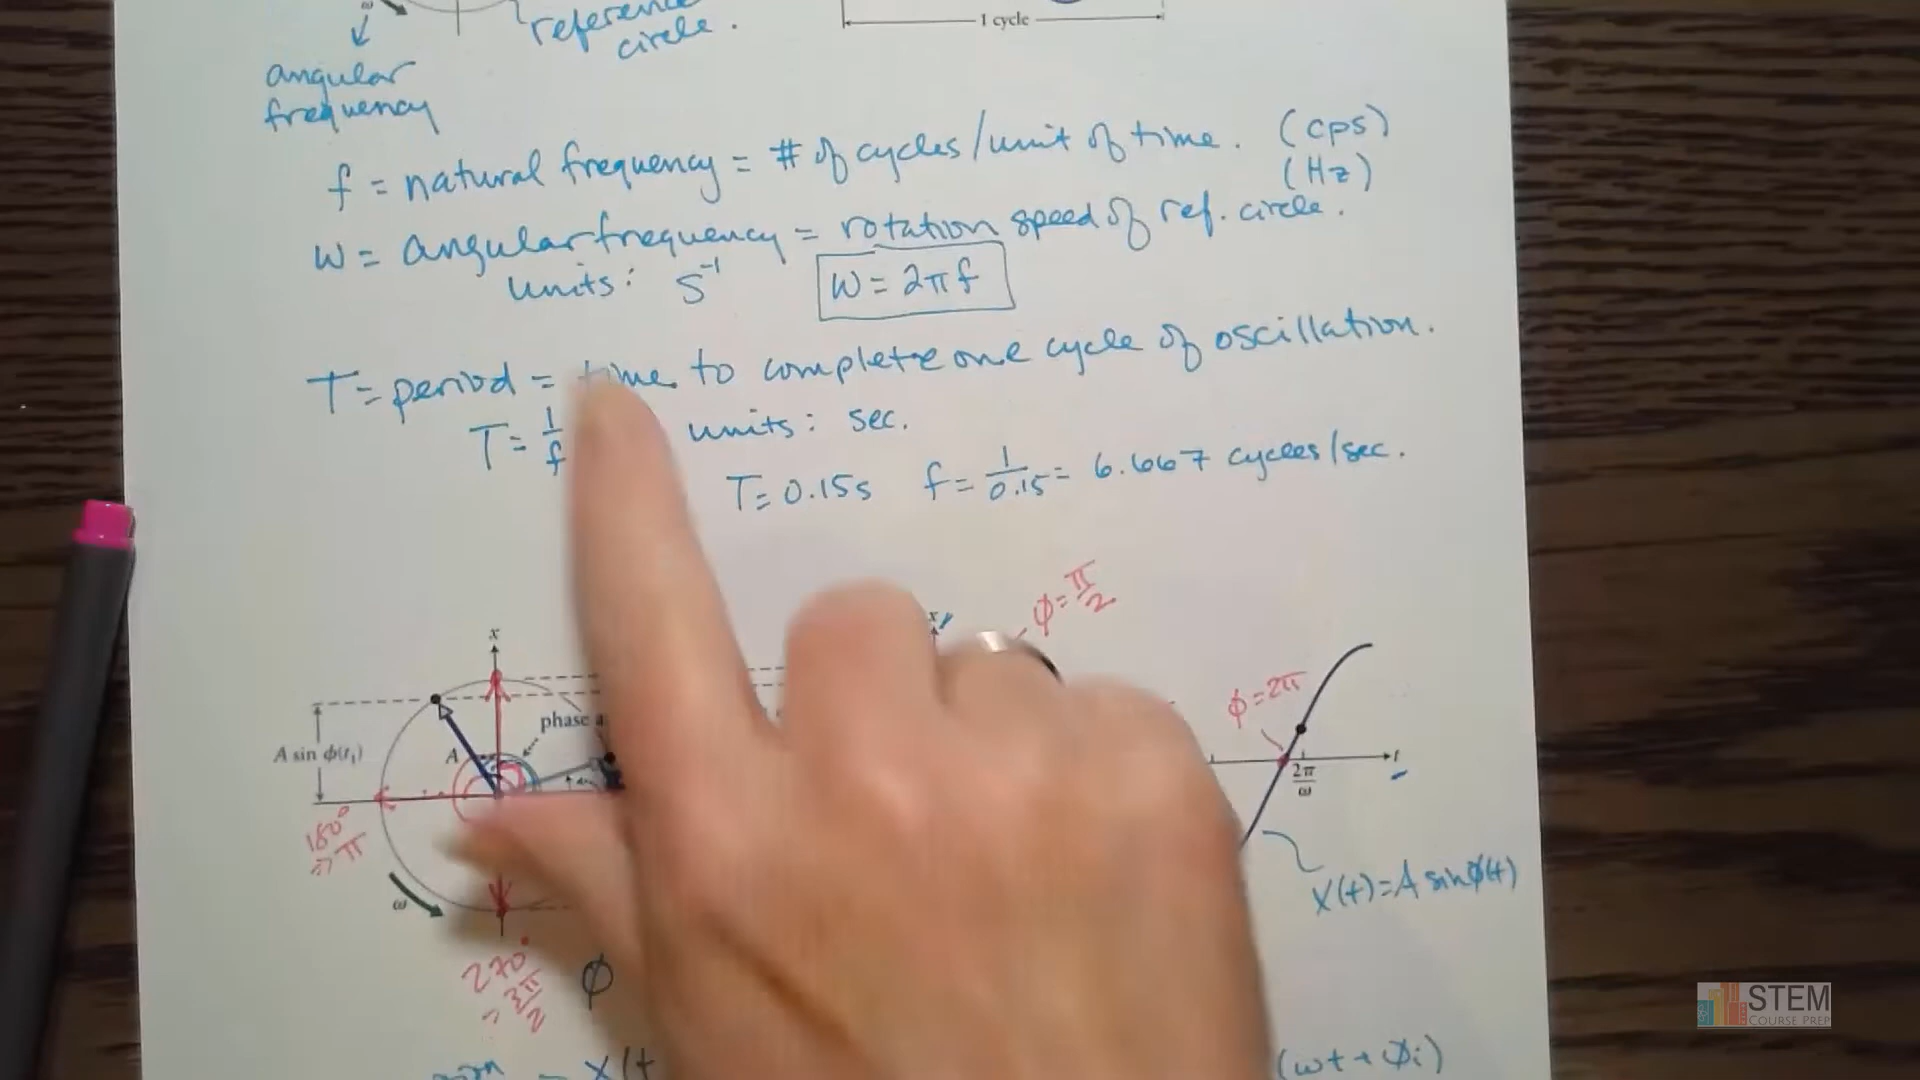 ω
reference
circle.
1 cycle
angular
frequency
f = natural frequency = # of cycles/unit of time. (cps)
(Hz)
w = angular frequency = rotation speed of ref. circle.
units: s⁻¹ w = 2πf
T = period = time to complete one cycle of oscillation.
T = 1/f units: sec.
T = 0.15s f = 1/0.15 = 6.667 cycles/sec.
φ = π/2
x
x
phase
φ = 2π
A sin φ(t₁)
A
t
2π/ω
180°
⇒ π
ω
x(t) = A sin φ(t)
270°
= 3π/2
φ
STEM
COURSE PREP
x(t
(wt + φi)